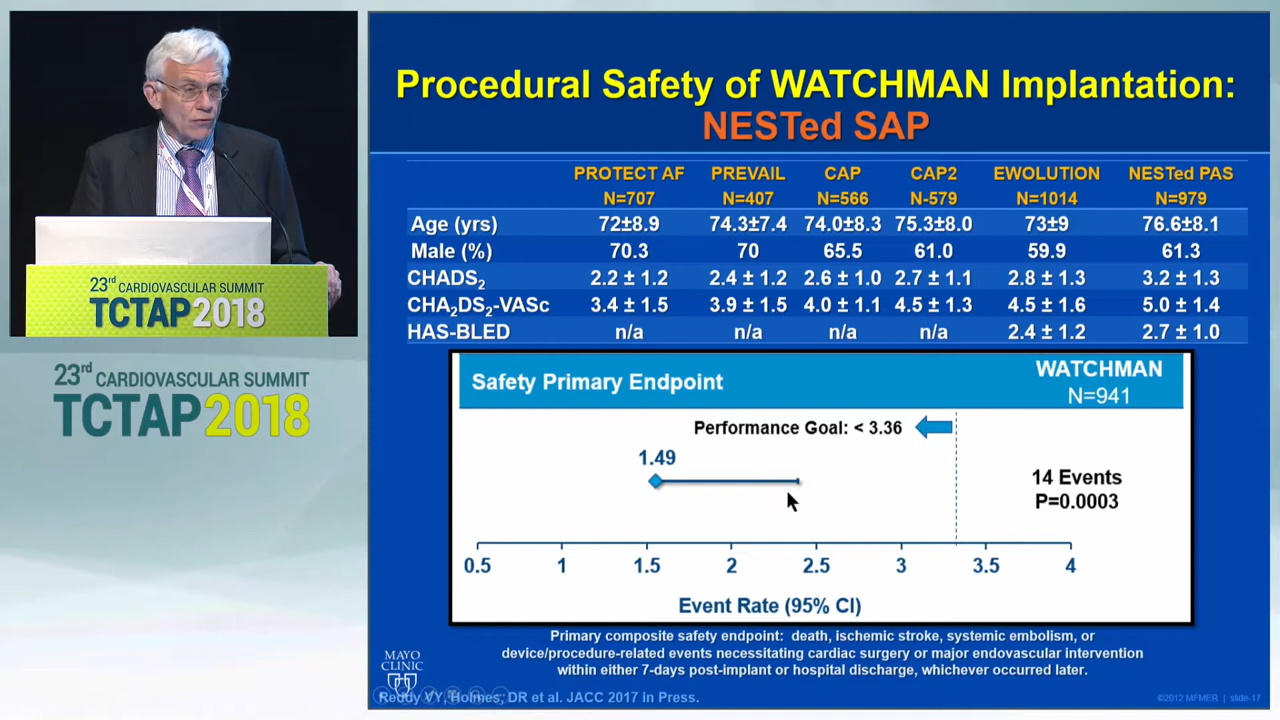 23rd CARDIOVASCULAR SUMMIT
TCTAP2018
23rd CARDIOVASCULAR SUMMIT
TCTAP2018
Procedural Safety of WATCHMAN Implantation:
NESTed SAP
PROTECT AF PREVAIL CAP CAP2 EWOLUTION NESTed PAS
N=707 N=407 N=566 N-579 N=1014 N=979
Age (yrs) 72±8.9 74.3±7.4 74.0±8.3 75.3±8.0 73±9 76.6±8.1
Male (%) 70.3 70 65.5 61.0 59.9 61.3
CHADS₂ 2.2 ± 1.2 2.4 ± 1.2 2.6 ± 1.0 2.7 ± 1.1 2.8 ± 1.3 3.2 ± 1.3
CHA₂DS₂-VASc 3.4 ± 1.5 3.9 ± 1.5 4.0 ± 1.1 4.5 ± 1.3 4.5 ± 1.6 5.0 ± 1.4
HAS-BLED n/a n/a n/a n/a 2.4 ± 1.2 2.7 ± 1.0
Safety Primary Endpoint
WATCHMAN
N=941
Performance Goal: < 3.36
1.49
14 Events
P=0.0003
0.5 1 1.5 2 2.5 3 3.5 4
Event Rate (95% CI)
Primary composite safety endpoint: death, ischemic stroke, systemic embolism, or
device/procedure-related events necessitating cardiac surgery or major endovascular intervention
within either 7-days post-implant or hospital discharge, whichever occurred later.
MAYO
CLINIC
Reddy VY, Holmes, DR et al. JACC 2017 in Press.
©2012 MFMER | slide-17